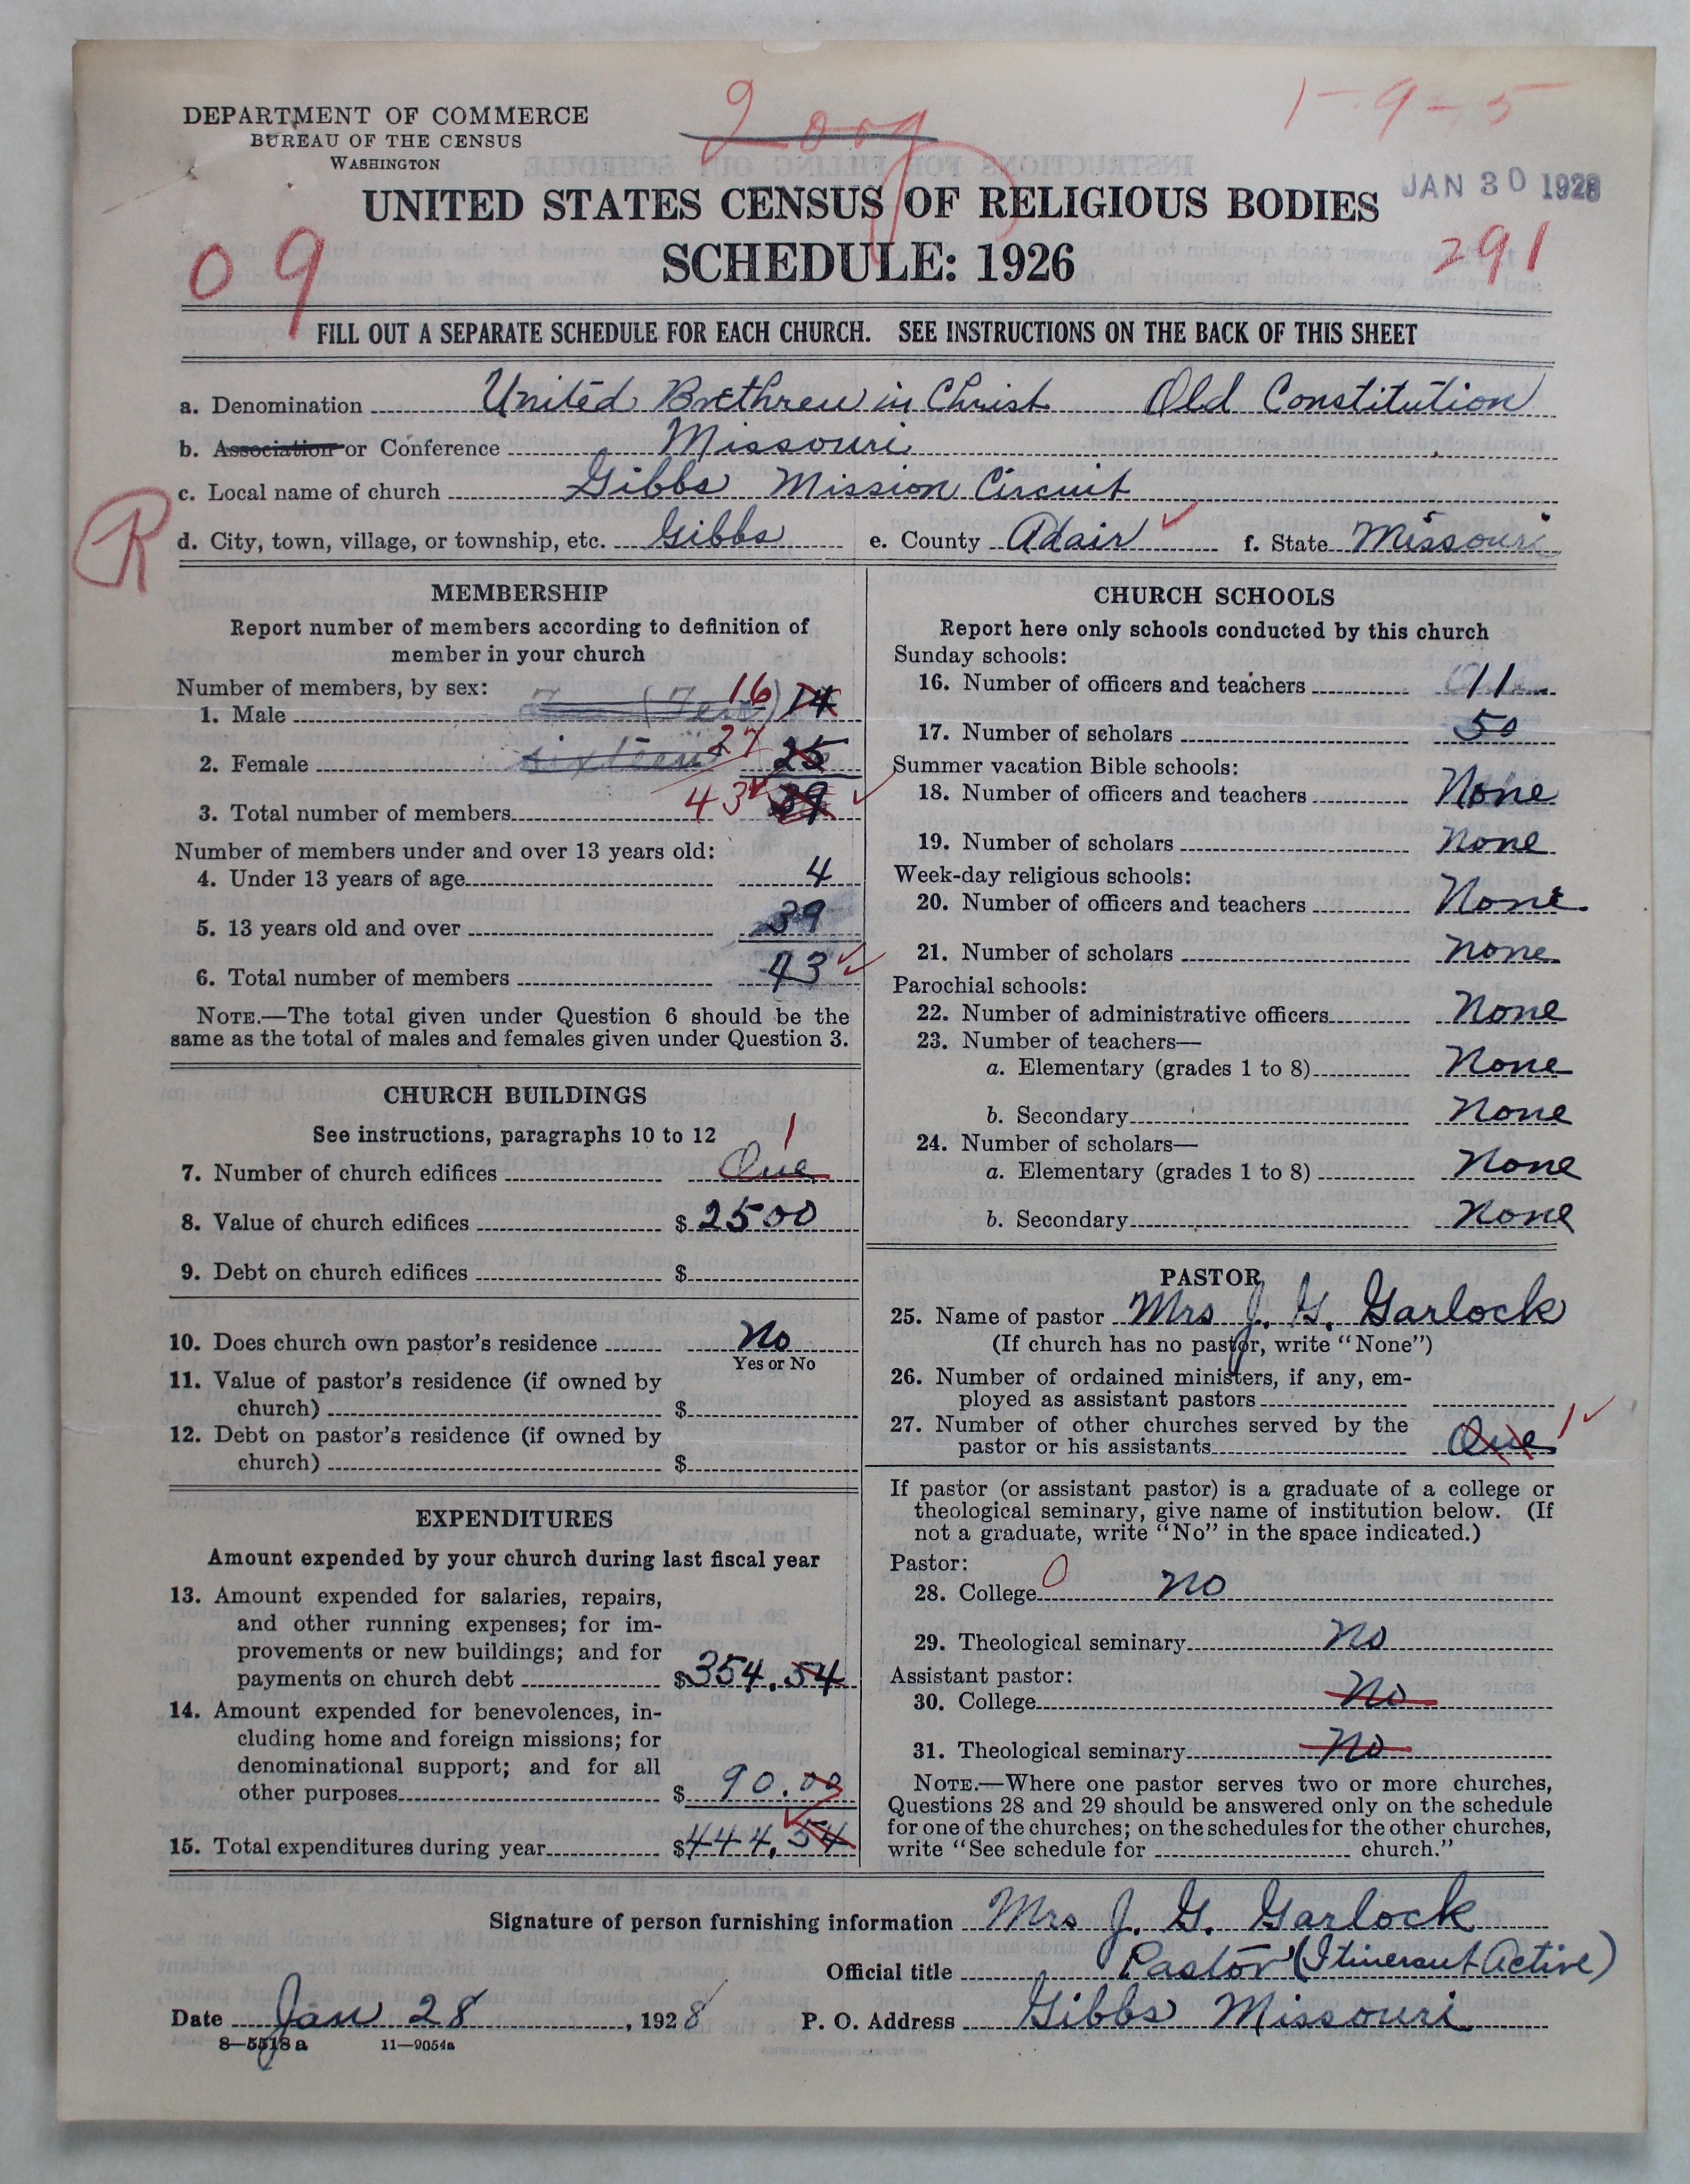 1-9-5
2009
DEPARTMENT OF COMMERCE
BUREAU OF THE CENSUS
WASHINGTON
JAN 30 1928
UNITED STATES CENSUS OF RELIGIOUS BODIES
SCHEDULE: 1926
09
291
FILL OUT A SEPARATE SCHEDULE FOR EACH CHURCH. SEE INSTRUCTIONS ON THE BACK OF THIS SHEET
a. Denomination United Brethren in Christ Old Constitution
b. Association or Conference Missouri
c. Local name of church Gibbs Mission Circuit
R
d. City, town, village, or township, etc. Gibbs e. County Adair f. State Missouri
MEMBERSHIP
Report number of members according to definition of
member in your church
Number of members, by sex:
1. Male 16 14
2. Female sixteen 27 25
3. Total number of members 43 39
Number of members under and over 13 years old:
4. Under 13 years of age 4
5. 13 years old and over 39
6. Total number of members 43
NOTE.—The total given under Question 6 should be the
same as the total of males and females given under Question 3.
CHURCH BUILDINGS
See instructions, paragraphs 10 to 12
7. Number of church edifices One 1
8. Value of church edifices $2500
9. Debt on church edifices $
10. Does church own pastor's residence No
Yes or No
11. Value of pastor's residence (if owned by
church) $
12. Debt on pastor's residence (if owned by
church) $
EXPENDITURES
Amount expended by your church during last fiscal year
13. Amount expended for salaries, repairs,
and other running expenses; for im-
provements or new buildings; and for
payments on church debt $354.54
14. Amount expended for benevolences, in-
cluding home and foreign missions; for
denominational support; and for all
other purposes $ 90.00
15. Total expenditures during year $444.54
CHURCH SCHOOLS
Report here only schools conducted by this church
Sunday schools:
16. Number of officers and teachers 11
17. Number of scholars 50
Summer vacation Bible schools:
18. Number of officers and teachers None
19. Number of scholars None
Week-day religious schools:
20. Number of officers and teachers None
21. Number of scholars None
Parochial schools:
22. Number of administrative officers None
23. Number of teachers—
a. Elementary (grades 1 to 8) None
b. Secondary None
24. Number of scholars—
a. Elementary (grades 1 to 8) None
b. Secondary None
PASTOR
25. Name of pastor Mrs J. G. Garlock
(If church has no pastor, write "None")
26. Number of ordained ministers, if any, em-
ployed as assistant pastors
27. Number of other churches served by the
pastor or his assistants One 1
If pastor (or assistant pastor) is a graduate of a college or
theological seminary, give name of institution below. (If
not a graduate, write "No" in the space indicated.)
Pastor:
28. College 0 No
29. Theological seminary No
Assistant pastor:
30. College No
31. Theological seminary No
NOTE.—Where one pastor serves two or more churches,
Questions 28 and 29 should be answered only on the schedule
for one of the churches; on the schedules for the other churches,
write "See schedule for church."
Signature of person furnishing information Mrs J. G. Garlock
Official title Pastor (Itinerant Active)
Date Jan 28, 1928 P. O. Address Gibbs Missouri
8—5518 a 11—9054a